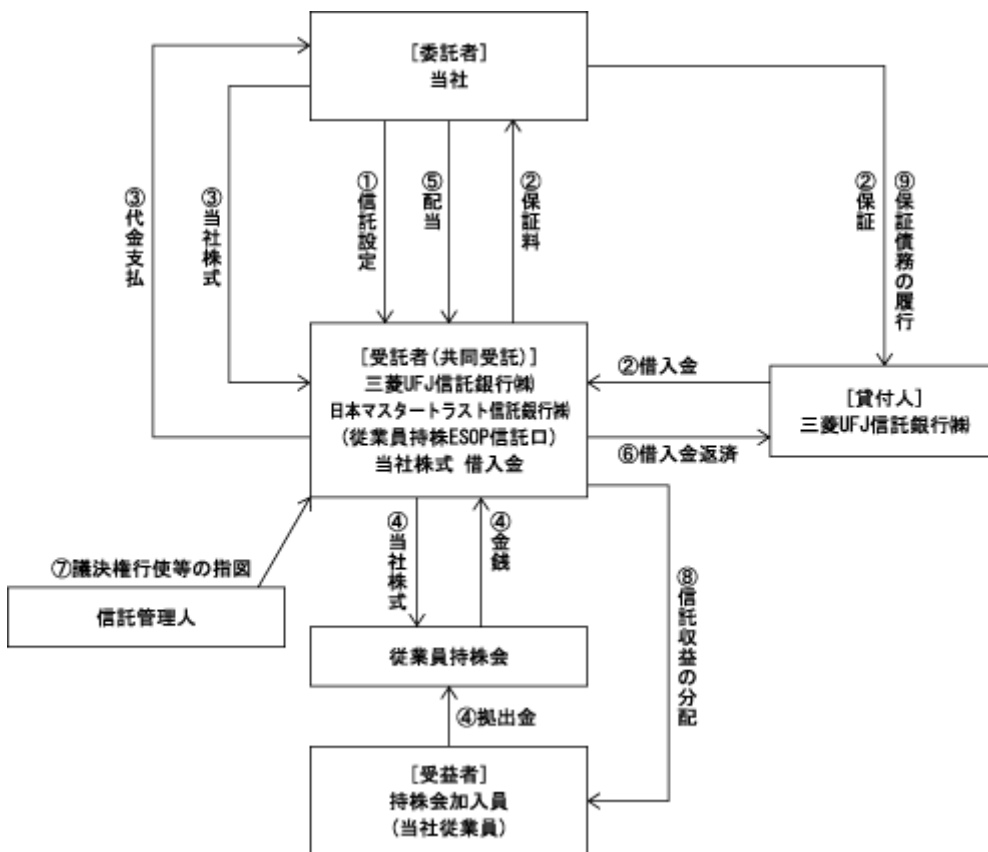 [委託者]
当社
③代金支払
③当社株式
①信託設定
⑤配当
②保証料
②保証
⑨保証債務の履行
[受託者(共同受託)]
三菱UFJ信託銀行㈱
日本マスタートラスト信託銀行㈱
(従業員持株ESOP信託口)
当社株式 借入金
②借入金
⑥借入金返済
[貸付人]
三菱UFJ信託銀行㈱
⑦議決権行使等の指図
信託管理人
④当社株式
④金銭
⑧信託収益の分配
従業員持株会
④拠出金
[受益者]
持株会加入員
(当社従業員)